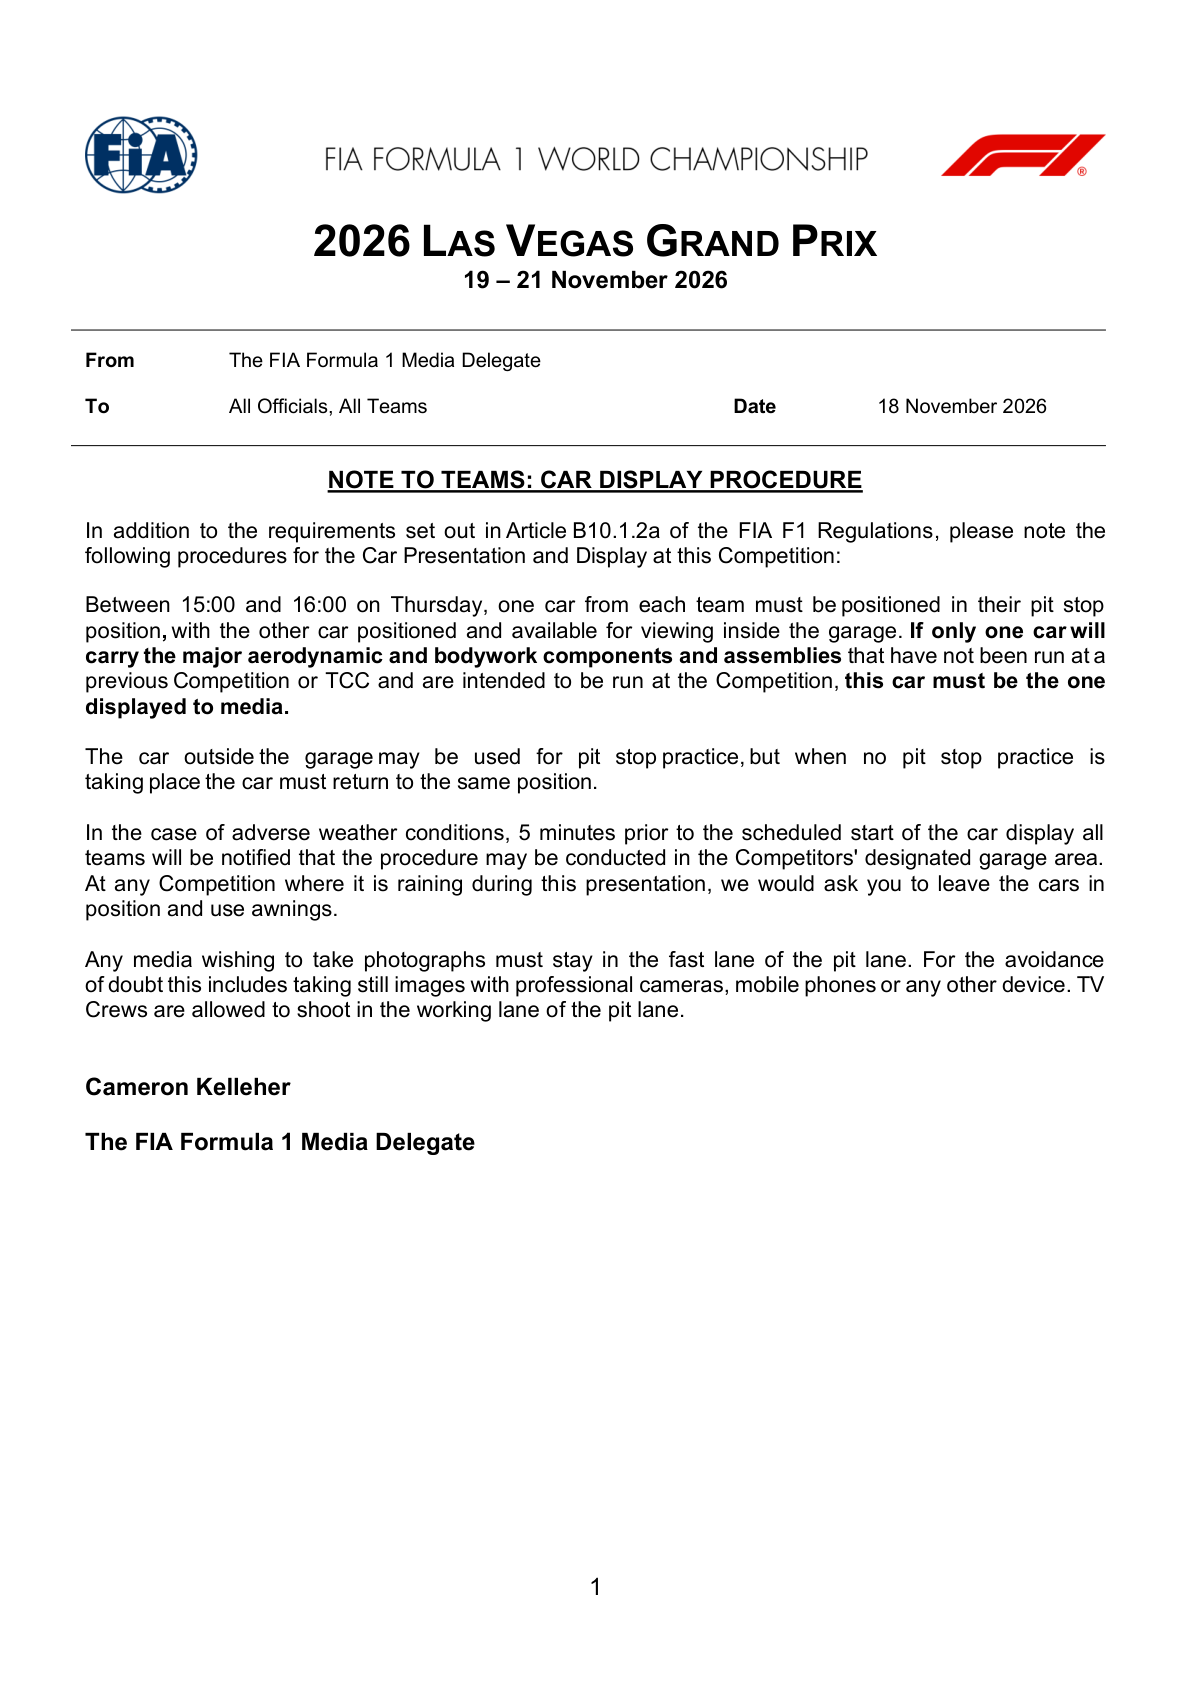 FiA
FIA FORMULA 1 WORLD CHAMPIONSHIP
F1®
2026 LAS VEGAS GRAND PRIX
19 – 21 November 2026
From The FIA Formula 1 Media Delegate
To All Officials, All Teams Date 18 November 2026
NOTE TO TEAMS: CAR DISPLAY PROCEDURE
In addition to the requirements set out in Article B10.1.2a of the FIA F1 Regulations, please note the
following procedures for the Car Presentation and Display at this Competition:
Between 15:00 and 16:00 on Thursday, one car from each team must be positioned in their pit stop
position, with the other car positioned and available for viewing inside the garage. If only one car will
carry the major aerodynamic and bodywork components and assemblies that have not been run at a
previous Competition or TCC and are intended to be run at the Competition, this car must be the one
displayed to media.
The car outside the garage may be used for pit stop practice, but when no pit stop practice is
taking place the car must return to the same position.
In the case of adverse weather conditions, 5 minutes prior to the scheduled start of the car display all
teams will be notified that the procedure may be conducted in the Competitors' designated garage area.
At any Competition where it is raining during this presentation, we would ask you to leave the cars in
position and use awnings.
Any media wishing to take photographs must stay in the fast lane of the pit lane. For the avoidance
of doubt this includes taking still images with professional cameras, mobile phones or any other device. TV
Crews are allowed to shoot in the working lane of the pit lane.
Cameron Kelleher
The FIA Formula 1 Media Delegate
1